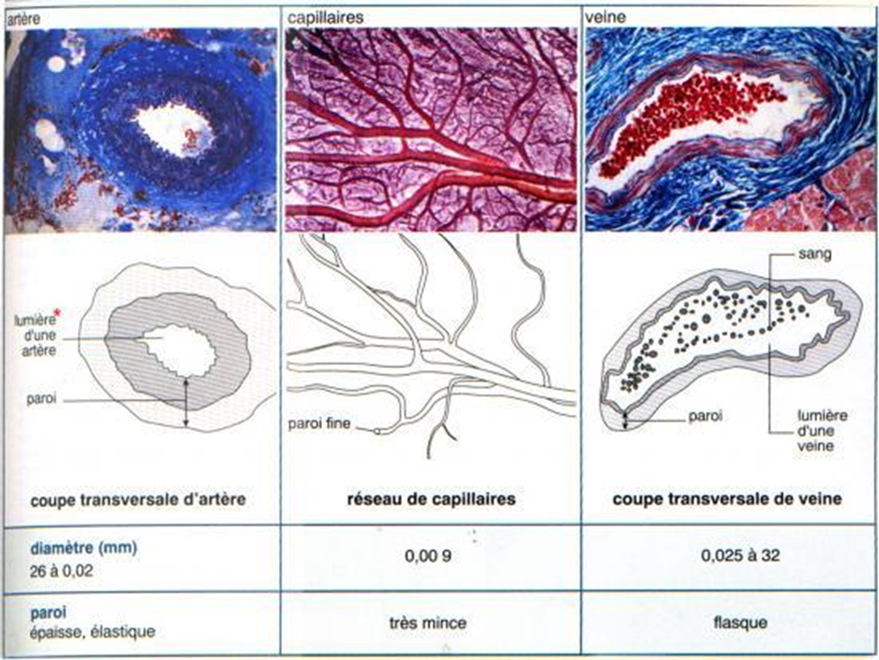 artère
capillaires
veine
lumière*
d'une
artère
paroi
paroi fine
sang
paroi
lumière
d'une
veine
coupe transversale d'artère
réseau de capillaires
coupe transversale de veine
diamètre (mm)
26 à 0,02
0,00 9
0,025 à 32
paroi
épaisse, élastique
très mince
flasque